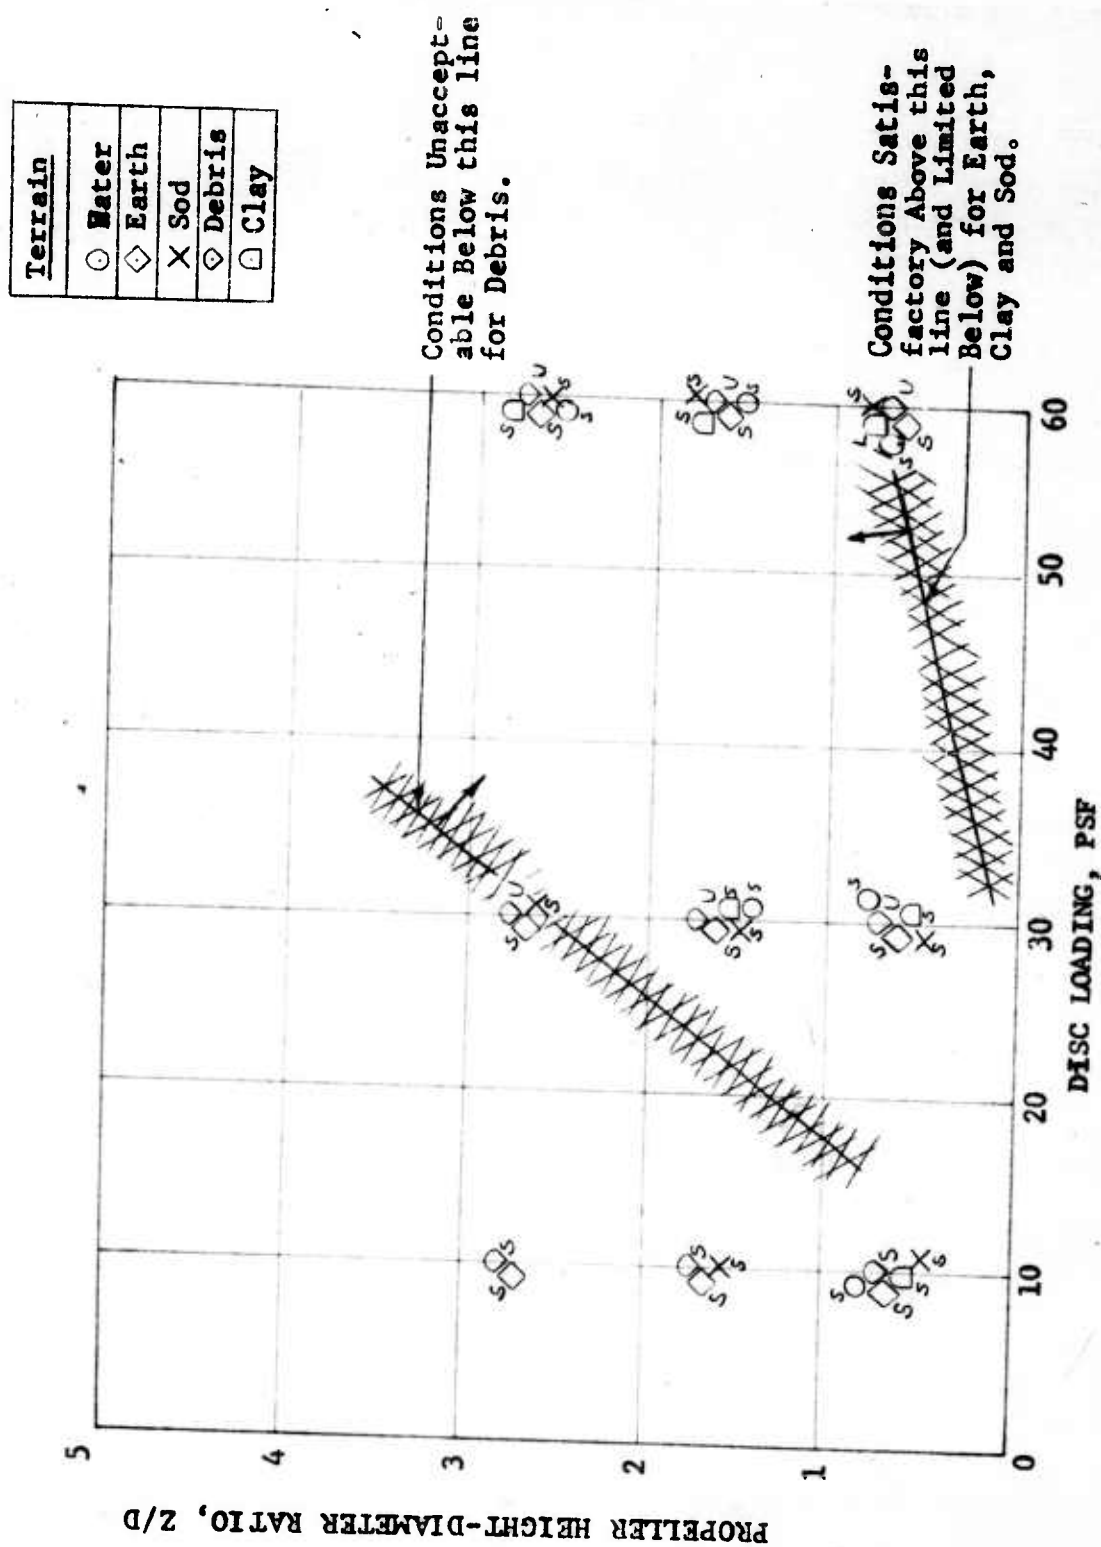 Terrain
Water
Earth
Sod
Debris
Clay
Conditions Unaccept-
able Below this line
for Debris.
Conditions Satis-
factory Above this
line (and Limited
Below) for Earth,
Clay and Sod.
PROPELLER HEIGHT-DIAMETER RATIO, Z/D
5
4
3
2
1
0
S
S
S
S
S
S
S
S
S
S
U
S
S
U
S
S
S
S
S
U
S
S
S
S
U
S
S
S
S
U
S
S
S
L
U
S
S
10
20
30
40
50
60
DISC LOADING, PSF